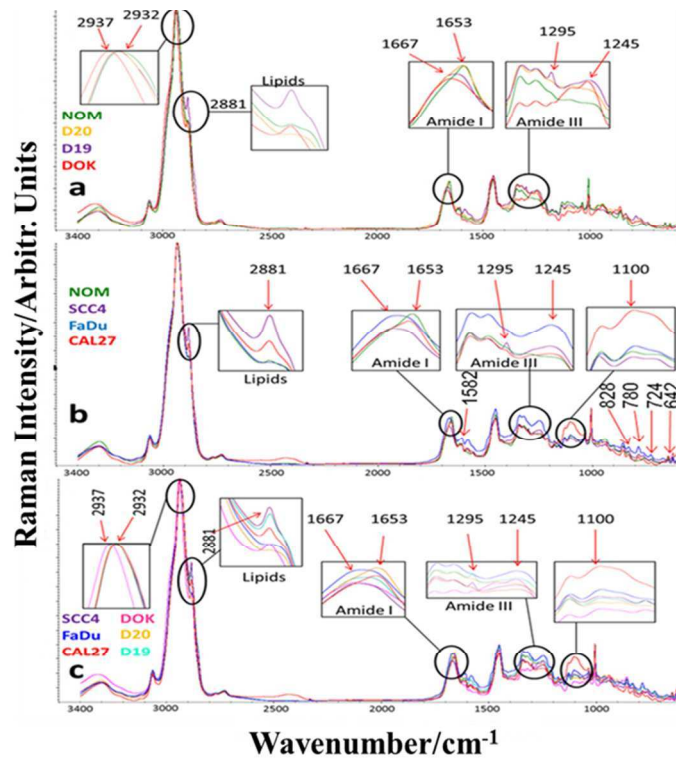 2937 2932
1653
1667
1295 1245
Lipids
2881
NOM
D20
D19
DOK
Amide I
Amide III
a
3400 3000 2000 1500 1000
NOM
SCC4
FaDu
CAL27
2881
1667 1653 1295 1245 1100
Lipids
Amide I
Amide III
1582
828 780 724 642
b
3400 3000 2000 1500 1000
2937 2932
2881
Lipids
1667 1653 1295 1245 1100
Amide I
Amide III
SCC4 DOK
FaDu D20
CAL27 D19
c
3400 3000 2000 1500 1000
Raman Intensity/Arbitr. Units
Wavenumber/cm⁻¹